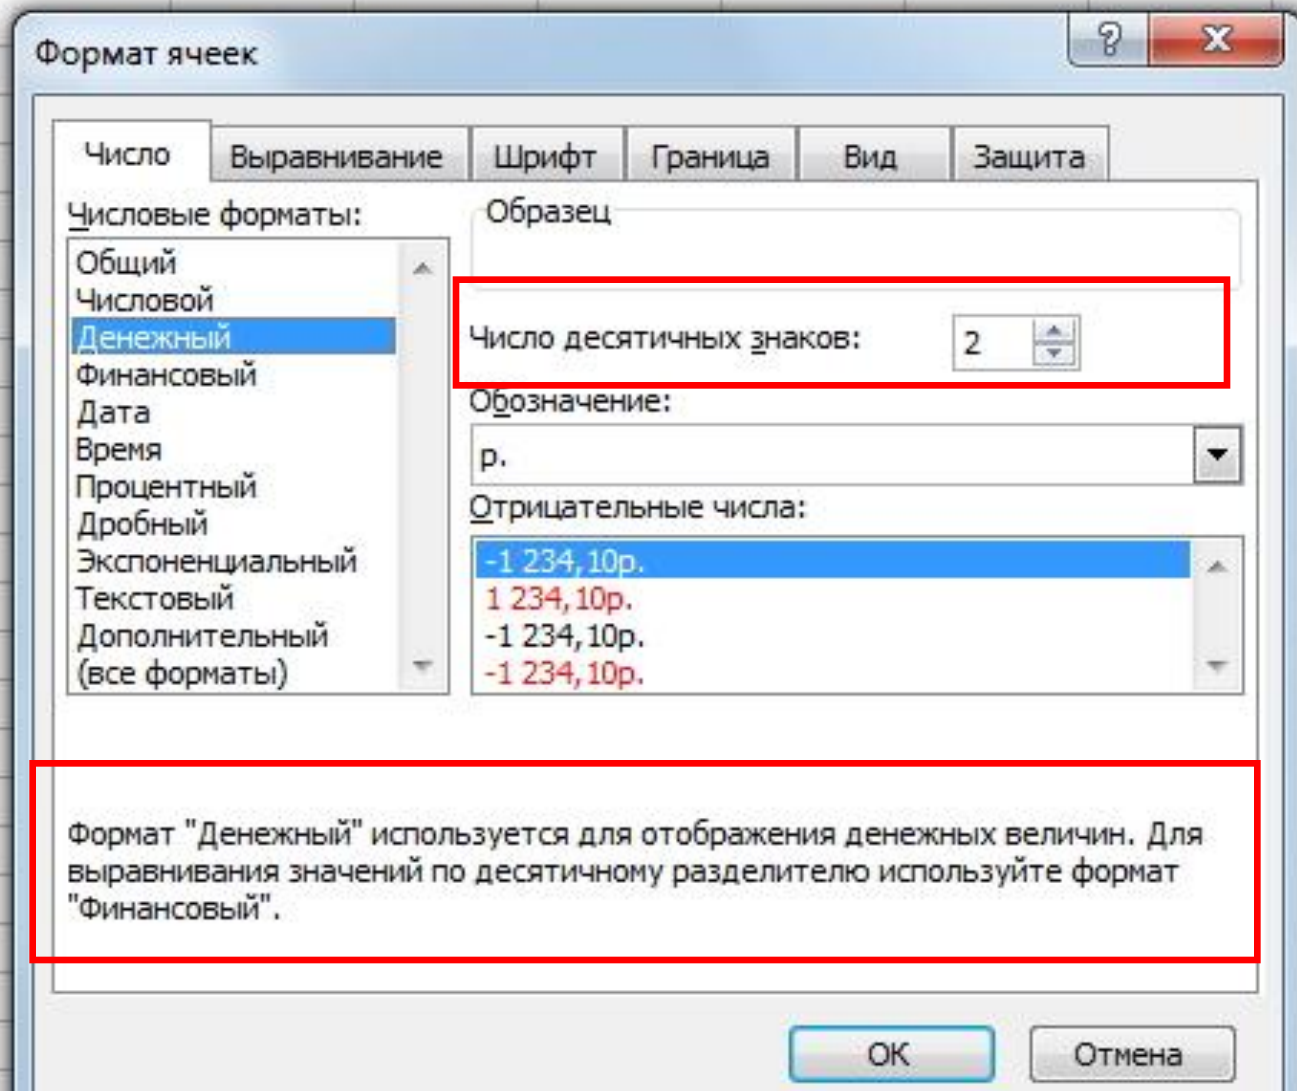 Формат ячеек
Число
Выравнивание
Шрифт
Граница
Вид
Защита
Числовые форматы:
Общий
Числовой
Денежный
Финансовый
Дата
Время
Процентный
Дробный
Экспоненциальный
Текстовый
Дополнительный
(все форматы)
Образец
Число десятичных знаков:
2
Обозначение:
р.
Отрицательные числа:
-1 234,10р.
1 234,10р.
-1 234,10р.
-1 234,10р.
Формат "Денежный" используется для отображения денежных величин. Для
выравнивания значений по десятичному разделителю используйте формат
"Финансовый".
ОК
Отмена